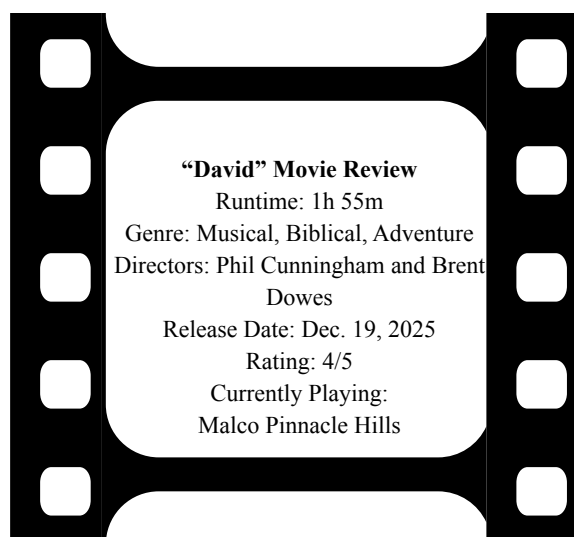 “David” Movie Review
Runtime: 1h 55m
Genre: Musical, Biblical, Adventure
Directors: Phil Cunningham and Brent
Dowes
Release Date: Dec. 19, 2025
Rating: 4/5
Currently Playing:
Malco Pinnacle Hills